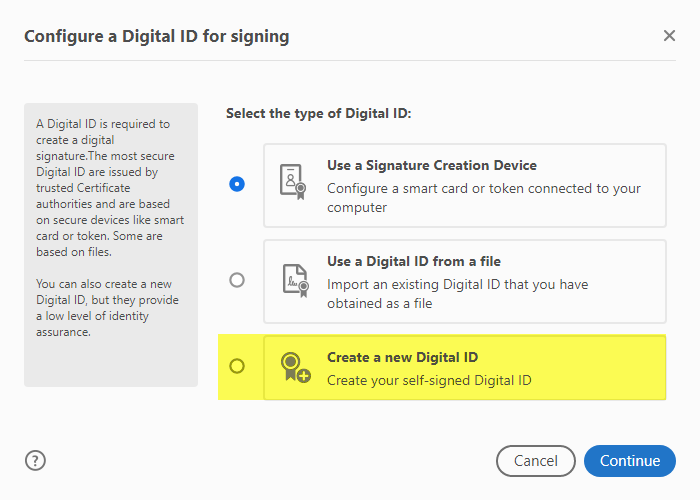 Configure a Digital ID for signing
A Digital ID is required to
create a digital
signature.The most secure
Digital ID are issued by
trusted Certificate
authorities and are based
on secure devices like smart
card or token. Some are
based on files.
You can also create a new
Digital ID, but they provide
a low level of identity
assurance.
Select the type of Digital ID:
Use a Signature Creation Device
Configure a smart card or token connected to your
computer
Use a Digital ID from a file
Import an existing Digital ID that you have
obtained as a file
Create a new Digital ID
Create your self-signed Digital ID
?
Cancel
Continue